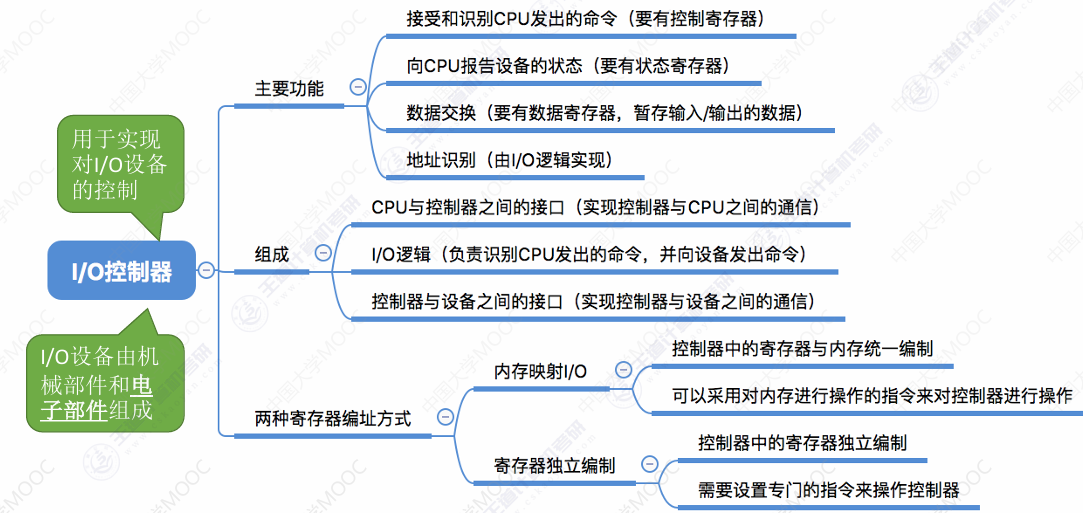 接受和识别CPU发出的命令（要有控制寄存器）
向CPU报告设备的状态（要有状态寄存器）
主要功能
数据交换（要有数据寄存器，暂存输入/输出的数据）
地址识别（由I/O逻辑实现）
用于实现
对I/O设备
的控制
CPU与控制器之间的接口（实现控制器与CPU之间的通信）
组成
I/O逻辑（负责识别CPU发出的命令，并向设备发出命令）
I/O控制器
控制器与设备之间的接口（实现控制器与设备之间的通信）
I/O设备由机
械部件和电
子部件组成
控制器中的寄存器与内存统一编制
内存映射I/O
可以采用对内存进行操作的指令来对控制器进行操作
两种寄存器编址方式
控制器中的寄存器独立编制
寄存器独立编制
需要设置专门的指令来操作控制器
中国大学MOOC
王道计算机考研